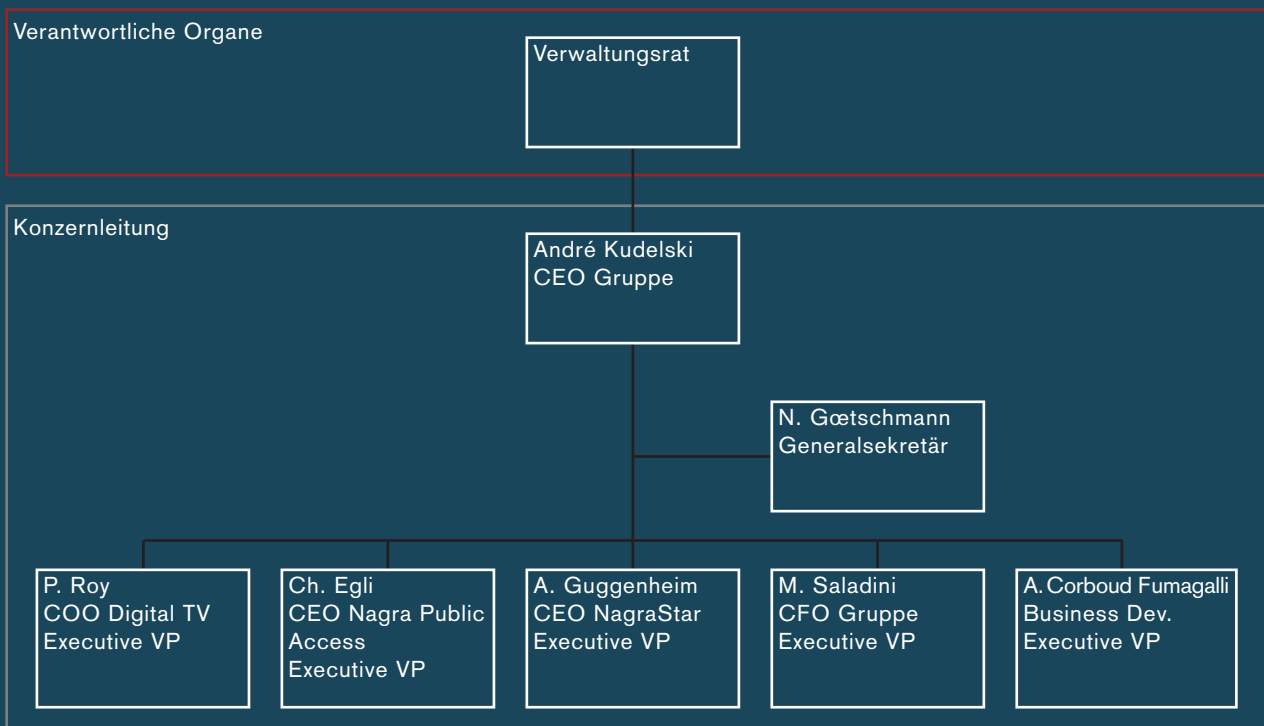 Verantwortliche Organe
Verwaltungsrat
Konzernleitung
André Kudelski
CEO Gruppe
N. Gœtschmann
Generalsekretär
P. Roy
COO Digital TV
Executive VP
Ch. Egli
CEO Nagra Public
Access
Executive VP
A. Guggenheim
CEO NagraStar
Executive VP
M. Saladini
CFO Gruppe
Executive VP
A. Corboud Fumagalli
Business Dev.
Executive VP